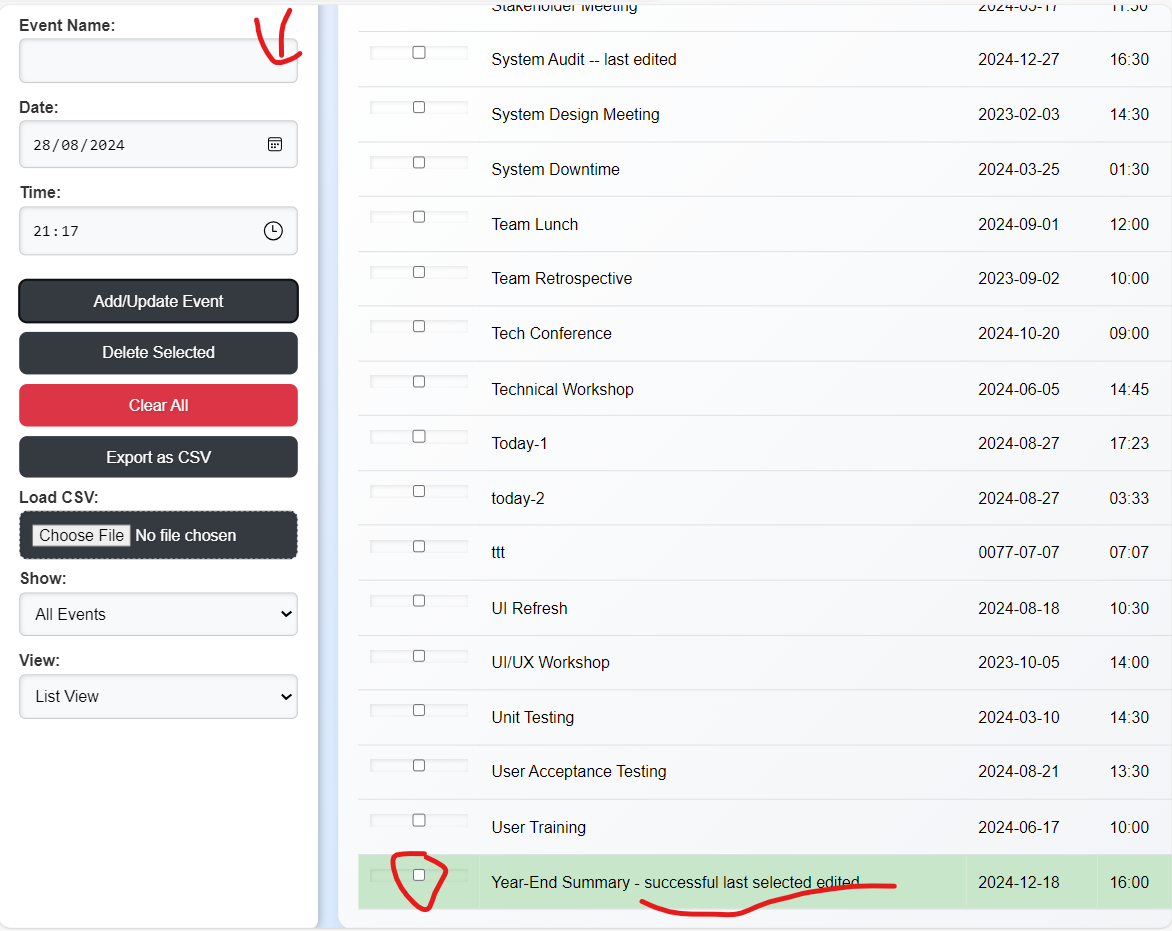 Event Name:
Date:
28/08/2024
Time:
21:17
Add/Update Event
Delete Selected
Clear All
Export as CSV
Load CSV:
Choose File No file chosen
Show:
All Events
View:
List View
Stakeholder Meeting 2024-05-17 11:30
System Audit -- last edited 2024-12-27 16:30
System Design Meeting 2023-02-03 14:30
System Downtime 2024-03-25 01:30
Team Lunch 2024-09-01 12:00
Team Retrospective 2023-09-02 10:00
Tech Conference 2024-10-20 09:00
Technical Workshop 2024-06-05 14:45
Today-1 2024-08-27 17:23
today-2 2024-08-27 03:33
ttt 0077-07-07 07:07
UI Refresh 2024-08-18 10:30
UI/UX Workshop 2023-10-05 14:00
Unit Testing 2024-03-10 14:30
User Acceptance Testing 2024-08-21 13:30
User Training 2024-06-17 10:00
Year-End Summary - successful last selected edited 2024-12-18 16:00